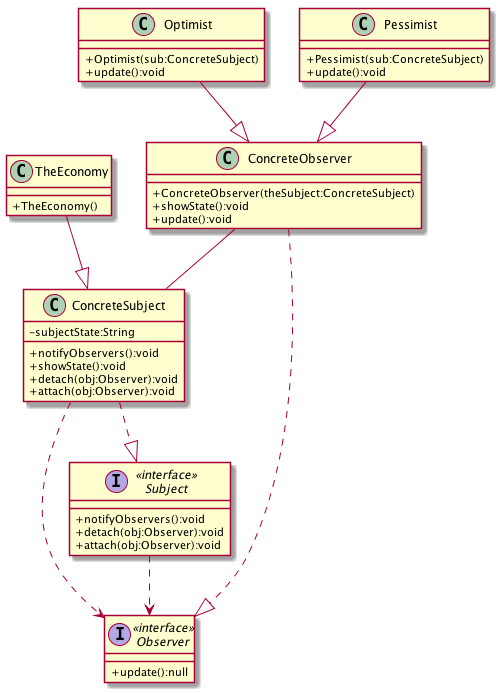 C Optimist
+Optimist(sub:ConcreteSubject)
+update():void
C Pessimist
+Pessimist(sub:ConcreteSubject)
+update():void
C ConcreteObserver
+ConcreteObserver(theSubject:ConcreteSubject)
+showState():void
+update():void
C TheEconomy
+TheEconomy()
C ConcreteSubject
-subjectState:String
+notifyObservers():void
+showState():void
+detach(obj:Observer):void
+attach(obj:Observer):void
I «interface»
Subject
+notifyObservers():void
+detach(obj:Observer):void
+attach(obj:Observer):void
I «interface»
Observer
+update():null